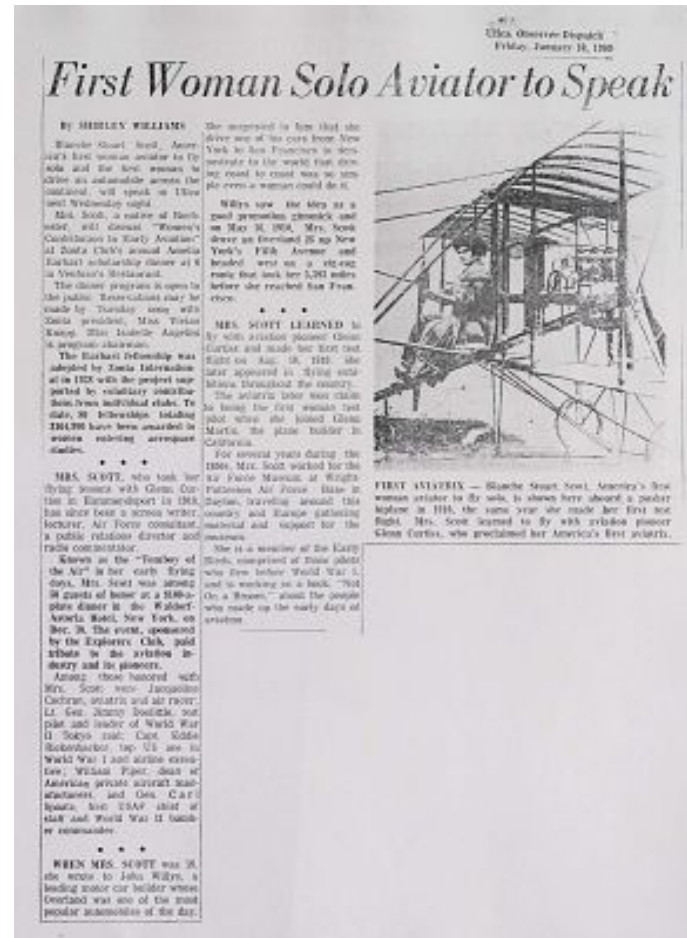 Utica Observer-Dispatch
Friday, January 10, 1969
First Woman Solo Aviator to Speak
By SHIRLEY WILLIAMS
Blanche Stuart Scott, Amer-
ica's first woman aviator to fly
solo and the first woman to
drive an automobile across the
continent, will speak in Utica
next Wednesday night.
Mrs. Scott, a native of Roch-
ester, will discuss "Women's
Contribution to Early Aviation"
at Zonta Club's annual Amelia
Earhart scholarship dinner at 6
in Ventura's Restaurant.
The dinner program is open to
the public. Reservations may be
made by Tuesday noon with
Zonta president, Miss Vivian
Miss Isabelle Angelini
is program chairman.
The Earhart fellowship was
adopted by Zonta Internation-
al in 1938 with the project sup-
ported by voluntary contribu-
tions from individual clubs. To
date, fellowships totaling
have been awarded to
women entering aerospace
studies.
MRS. SCOTT, who took her
flying lessons with Glenn Cur-
tiss in Hammondsport in 1910,
has since been a screen writer,
lecturer, Air Force consultant,
a public relations director and
radio commentator.
Known as the "Tomboy of
the Air" in her early flying
days, Mrs. Scott was among
50 guests of honor at a $100-a-
plate dinner in the Waldorf-
Astoria Hotel, New York, on
Dec. The event, sponsored
by the Explorers Club, paid
tribute to the aviation in-
dustry and its pioneers.
Among those honored with
Mrs. Scott were Jacqueline
Cochran, aviatrix and air racer;
Lt. Gen. Jimmy Doolittle, test
pilot and leader of World War
II Tokyo raid; Capt. Eddie
Rickenbacker, top US ace in
World War I and airline execu-
tive; William Piper, dean of
American private aircraft man-
ufacturers, and Gen. Carl
Spaatz, first USAF chief of
staff and World War II bomb-
er commander.
WHEN MRS. SCOTT was 19,
she wrote to John Willys, a
leading motor car builder whose
Overland was one of the most
popular automobiles of the day.
She suggested to him that she
drive one of his cars from New
York to San Francisco to dem-
onstrate to the world that driv-
ing coast to coast was so sim-
ple even a woman could do it.
Willys saw the idea as a
good promotion gimmick and
on May 16, 1910, Mrs. Scott
drove an Overland up New
York's Fifth Avenue and
headed west on a zig-zag
route that took her miles
before she reached San Fran-
cisco.
MRS. SCOTT LEARNED to
fly with aviation pioneer Glenn
Curtiss and made her first test
flight on Aug. 1910. She
later appeared in flying exhi-
bitions throughout the country.
The aviatrix later won claim
to being the first woman test
pilot when she joined Glenn
Martin, the plane builder in
California.
For several years during the
1950s, Mrs. Scott worked for the
Air Force Museum at Wright-
Patterson Air Force Base in
Dayton, traveling around this
country and Europe gathering
material and support for the
museum.
She is a member of the Early
Birds, comprised of those pilots
who flew before World War I,
and is working on a book, "Not
On a Broom," about the people
who made up the early days of
aviation.
FIRST AVIATRIX — Blanche Stuart Scott, America's first
woman aviator to fly solo, is shown here aboard a pusher
biplane in 1910, the same year she made her first test
flight. Mrs. Scott learned to fly with aviation pioneer
Glenn Curtiss, who proclaimed her America's first aviatrix.